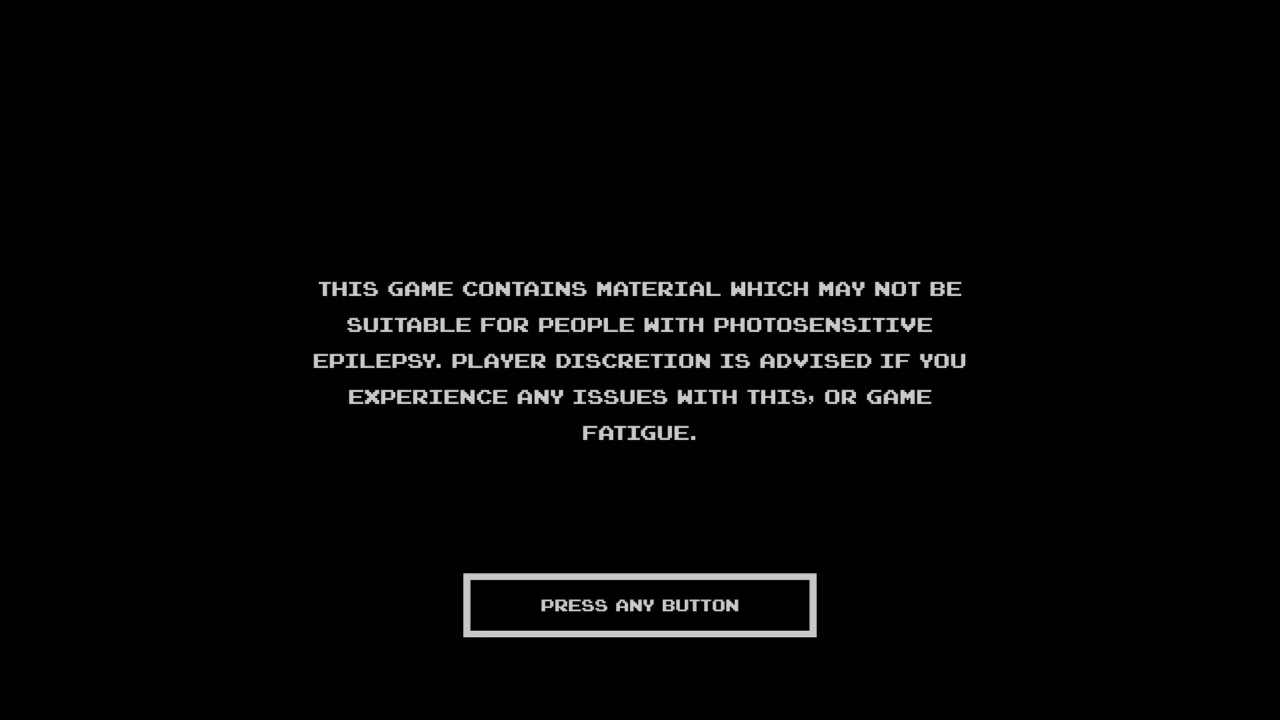 THIS GAME CONTAINS MATERIAL WHICH MAY NOT BE
SUITABLE FOR PEOPLE WITH PHOTOSENSITIVE
EPILEPSY. PLAYER DISCRETION IS ADVISED IF YOU
EXPERIENCE ANY ISSUES WITH THIS, OR GAME
FATIGUE.
PRESS ANY BUTTON